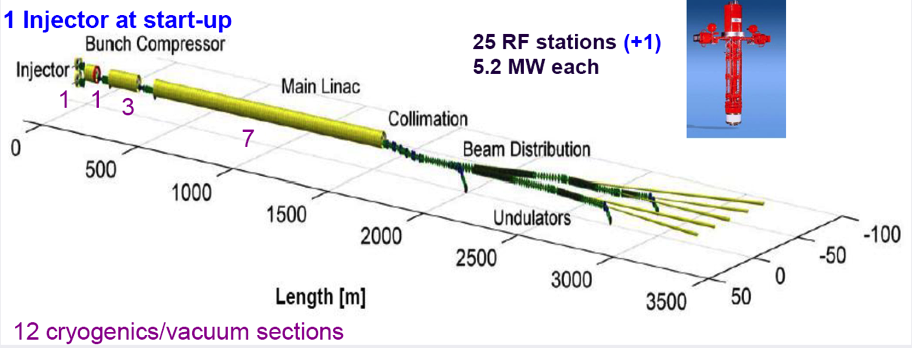 1 Injector at start-up
Bunch Compressor
25 RF stations (+1)
5.2 MW each
Injector
Main Linac
1
1
3
Collimation
7
Beam Distribution
0
500
1000
Undulators
1500
2000
-100
2500
-50
3000
0
Length [m]
3500
50
12 cryogenics/vacuum sections